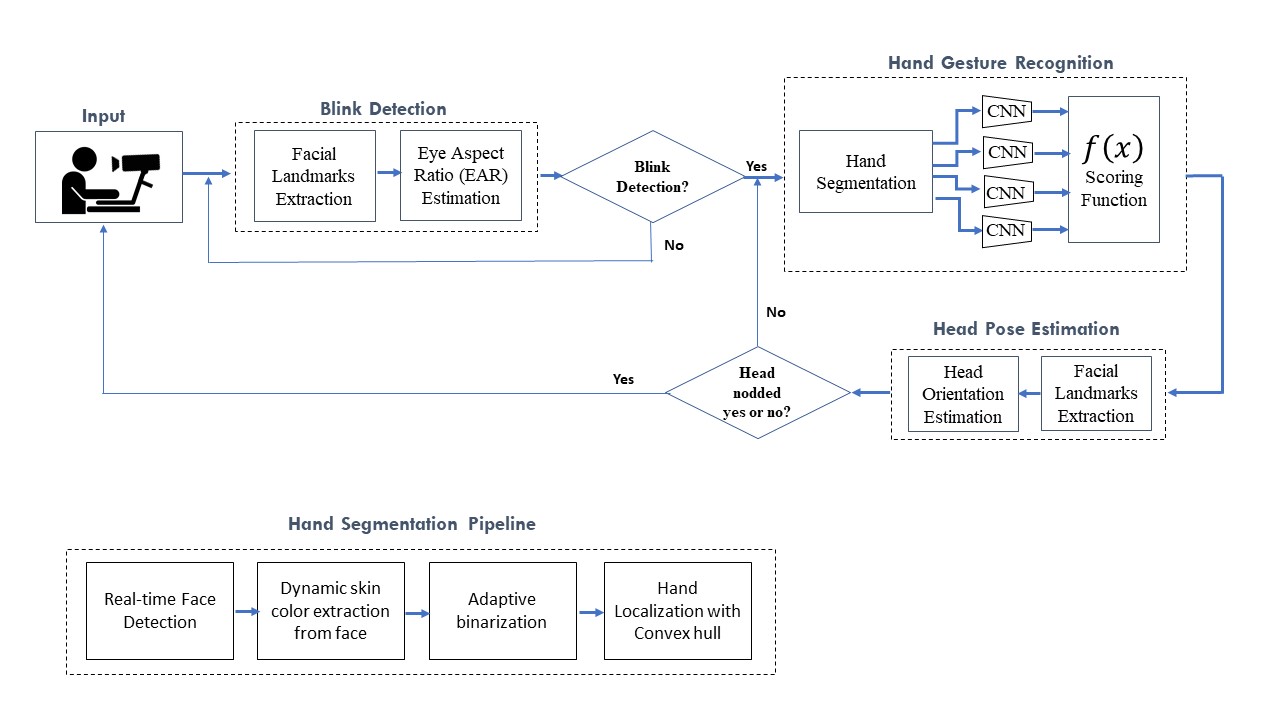 Input
Blink Detection
Facial
Landmarks
Extraction
Eye Aspect
Ratio (EAR)
Estimation
Blink
Detection?
Yes
No
Hand Gesture Recognition
Hand
Segmentation
CNN
CNN
CNN
CNN
f(x)
Scoring
Function
Head Pose Estimation
Facial
Landmarks
Extraction
Head
Orientation
Estimation
Head
nodded
yes or no?
No
Yes
Hand Segmentation Pipeline
Real-time Face
Detection
Dynamic skin
color extraction
from face
Adaptive
binarization
Hand
Localization with
Convex hull